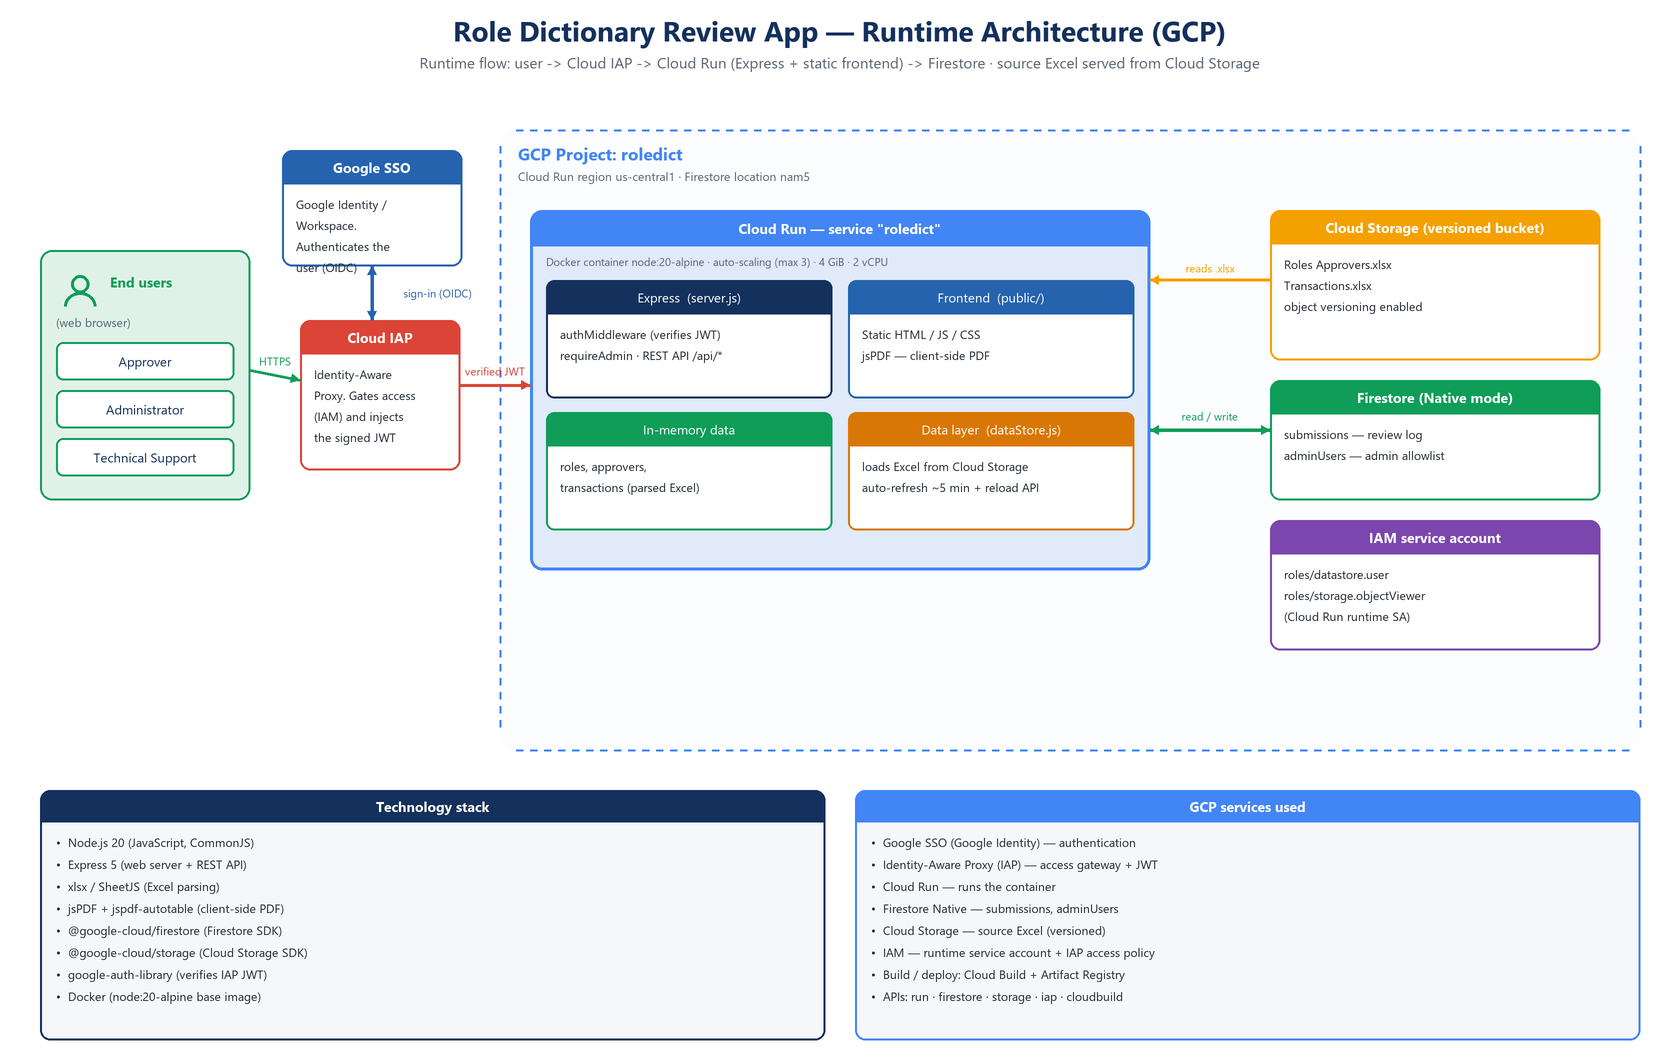 Role Dictionary Review App — Runtime Architecture (GCP)
Runtime flow: user -> Cloud IAP -> Cloud Run (Express + static frontend) -> Firestore · source Excel served from Cloud Storage
Google SSO
Google Identity /
Workspace.
Authenticates the
user (OIDC)
sign-in (OIDC)
End users
(web browser)
Approver
Administrator
Technical Support
HTTPS
Cloud IAP
Identity-Aware
Proxy. Gates access
(IAM) and injects
the signed JWT
verified JWT
GCP Project: roledict
Cloud Run region us-central1 · Firestore location nam5
Cloud Run — service "roledict"
Docker container node:20-alpine · auto-scaling (max 3) · 4 GiB · 2 vCPU
Express (server.js)
authMiddleware (verifies JWT)
requireAdmin · REST API /api/*
Frontend (public/)
Static HTML / JS / CSS
jsPDF — client-side PDF
In-memory data
roles, approvers,
transactions (parsed Excel)
Data layer (dataStore.js)
loads Excel from Cloud Storage
auto-refresh ~5 min + reload API
reads .xlsx
read / write
Cloud Storage (versioned bucket)
Roles Approvers.xlsx
Transactions.xlsx
object versioning enabled
Firestore (Native mode)
submissions — review log
adminUsers — admin allowlist
IAM service account
roles/datastore.user
roles/storage.objectViewer
(Cloud Run runtime SA)
Technology stack
• Node.js 20 (JavaScript, CommonJS)
• Express 5 (web server + REST API)
• xlsx / SheetJS (Excel parsing)
• jsPDF + jspdf-autotable (client-side PDF)
• @google-cloud/firestore (Firestore SDK)
• @google-cloud/storage (Cloud Storage SDK)
• google-auth-library (verifies IAP JWT)
• Docker (node:20-alpine base image)
GCP services used
• Google SSO (Google Identity) — authentication
• Identity-Aware Proxy (IAP) — access gateway + JWT
• Cloud Run — runs the container
• Firestore Native — submissions, adminUsers
• Cloud Storage — source Excel (versioned)
• IAM — runtime service account + IAP access policy
• Build / deploy: Cloud Build + Artifact Registry
• APIs: run · firestore · storage · iap · cloudbuild